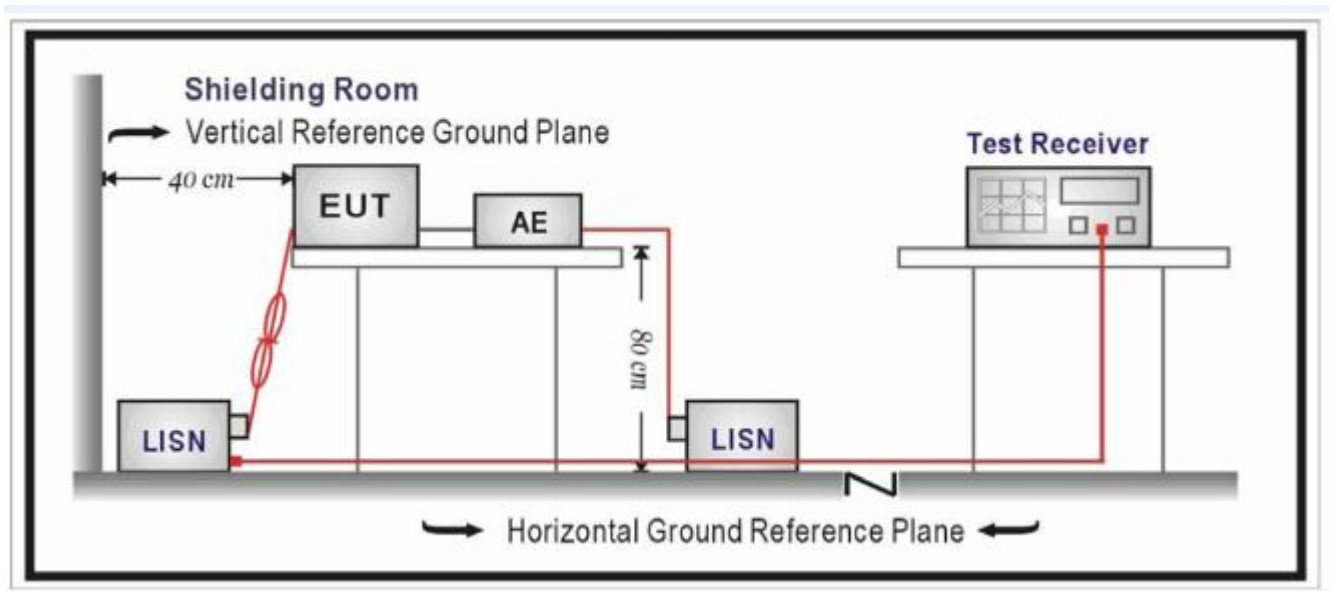 Shielding Room
Vertical Reference Ground Plane
Test Receiver
40 cm
EUT
AE
80 cm
LISN
LISN
Horizontal Ground Reference Plane